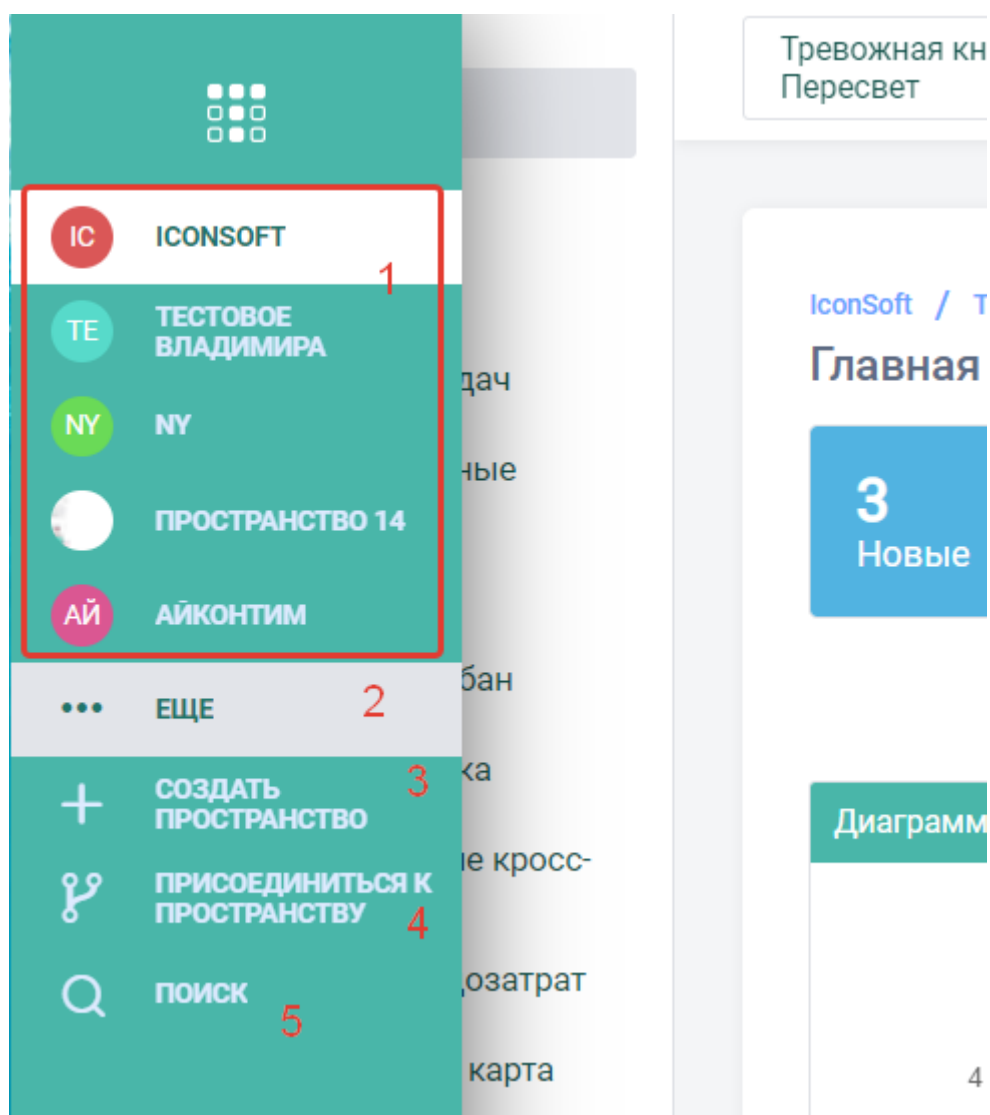 IC
ICONSOFT
1
TE
ТЕСТОВОЕ
ВЛАДИМИРА
NY
NY
ПРОСТРАНСТВО 14
АЙ
АЙКОНТИМ
ЕЩЕ
2
3
СОЗДАТЬ
ПРОСТРАНСТВО
ПРИСОЕДИНИТЬСЯ К
ПРОСТРАНСТВУ
4
ПОИСК
5
дач
бан
ка
е кросс-
озатрат
карта
Тревожная кн
Пересвет
IconSoft /
Главная
3
Новые
Диаграмм
4